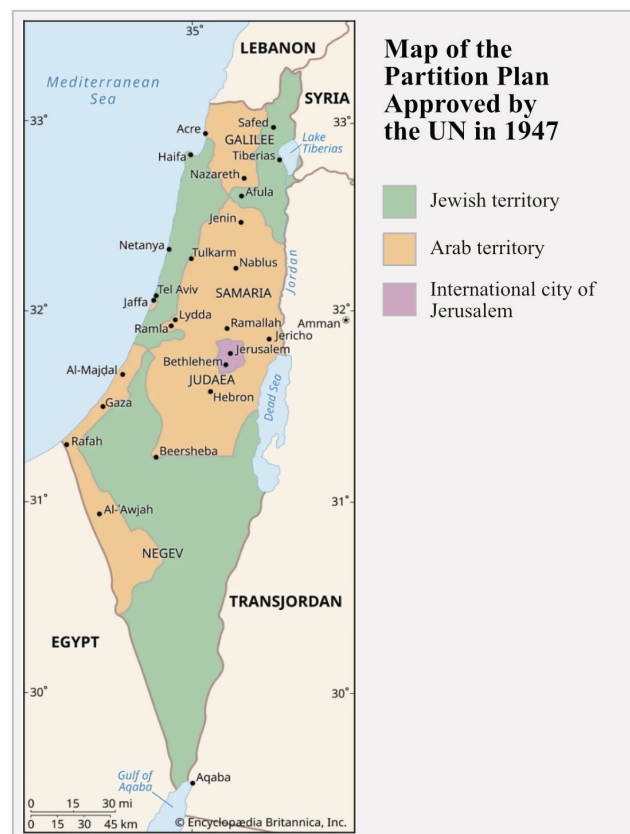 35°
LEBANON
Mediterranean
Sea
SYRIA
33°
33°
Acre
Safed
GALILEE
Lake
Tiberias
Haifa
Tiberias
Nazareth
Afula
Jenin
Netanya
Tulkarm
Nablus
Jordan
SAMARIA
Tel Aviv
Jaffa
32°
32°
Lydda
Ramla
Ramallah
Amman
Jericho
Jerusalem
Bethlehem
Al-Majdal
JUDAEA
Hebron
Dead Sea
Gaza
Rafah
Beersheba
31°
31°
Al-ʿAwjah
NEGEV
TRANSJORDAN
EGYPT
30°
30°
Gulf of
Aqaba
Aqaba
0 15 30 mi
0 15 30 45 km
© Encyclopædia Britannica, Inc.
Map of the
Partition Plan
Approved by
the UN in 1947
Jewish territory
Arab territory
International city of
Jerusalem